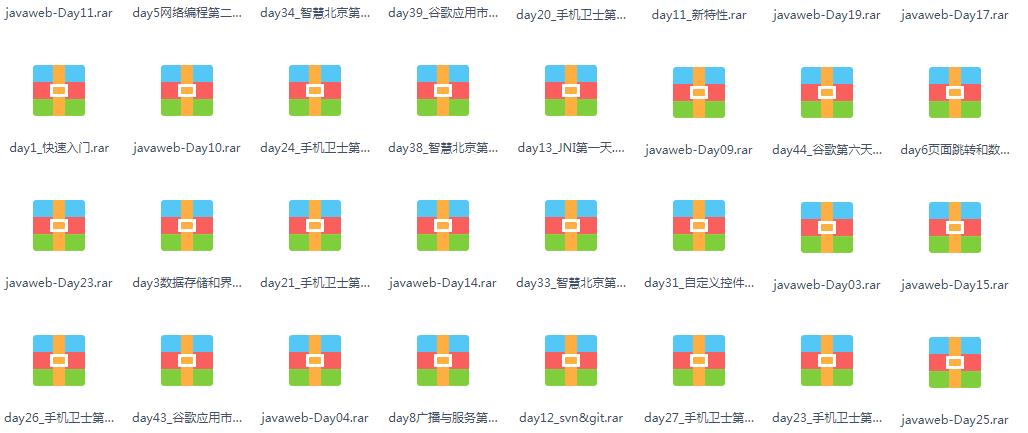 javaweb-Day11.rar
day5网络编程第二...
day34_智慧北京第...
day39_谷歌应用市...
day20_手机卫士第...
day11_新特性.rar
javaweb-Day19.rar
javaweb-Day17.rar
day1_快速入门.rar
javaweb-Day10.rar
day24_手机卫士第...
day38_智慧北京第...
day13_JNI第一天....
javaweb-Day09.rar
day44_谷歌第六天...
day6页面跳转和数...
javaweb-Day23.rar
day3数据存储和界...
day21_手机卫士第...
javaweb-Day14.rar
day33_智慧北京第...
day31_自定义控件...
javaweb-Day03.rar
javaweb-Day15.rar
day26_手机卫士第...
day43_谷歌应用市...
javaweb-Day04.rar
day8广播与服务第...
day12_svn&git.rar
day27_手机卫士第...
day23_手机卫士第...
javaweb-Day25.rar